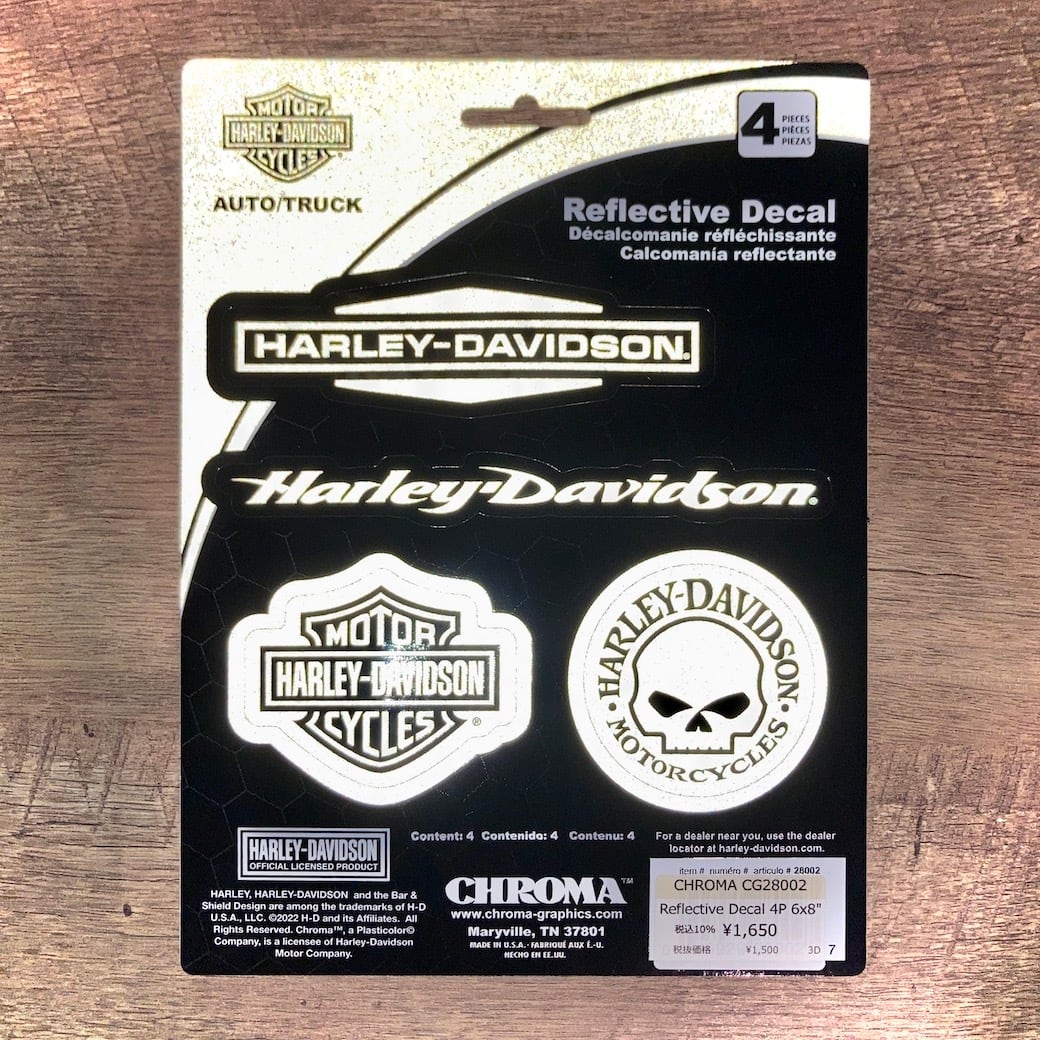 MOTOR
HARLEY-DAVIDSON
CYCLES
AUTO/TRUCK
4 PIECES
PIÈCES
PIEZAS
Reflective Decal
Décalcomanie réfléchissante
Calcomanía reflectante
HARLEY-DAVIDSON®
Harley-Davidson®
MOTOR
HARLEY-DAVIDSON
CYCLES®
HARLEY-DAVIDSON
MOTORCYCLES
HARLEY-DAVIDSON
OFFICIAL LICENSED PRODUCT
Content: 4 Contenido: 4 Contenu: 4
For a dealer near you, use the dealer
locator at harley-davidson.com.
HARLEY, HARLEY-DAVIDSON and the Bar &
Shield Design are among the trademarks of H-D
U.S.A., LLC. ©2022 H-D and its Affiliates. All
Rights Reserved. Chroma™, a Plasticolor©
Company, is a licensee of Harley-Davidson
Motor Company.
CHROMA™
www.chroma-graphics.com
Maryville, TN 37801
MADE IN U.S.A. · FABRIQUÉ AUX É.-U.
HECHO EN EE.UU.
item # numéro # artículo # 28002
CHROMA CG28002
Reflective Decal 4P 6x8"
税込10% ¥1,650
税抜価格 ¥1,500 3D 7